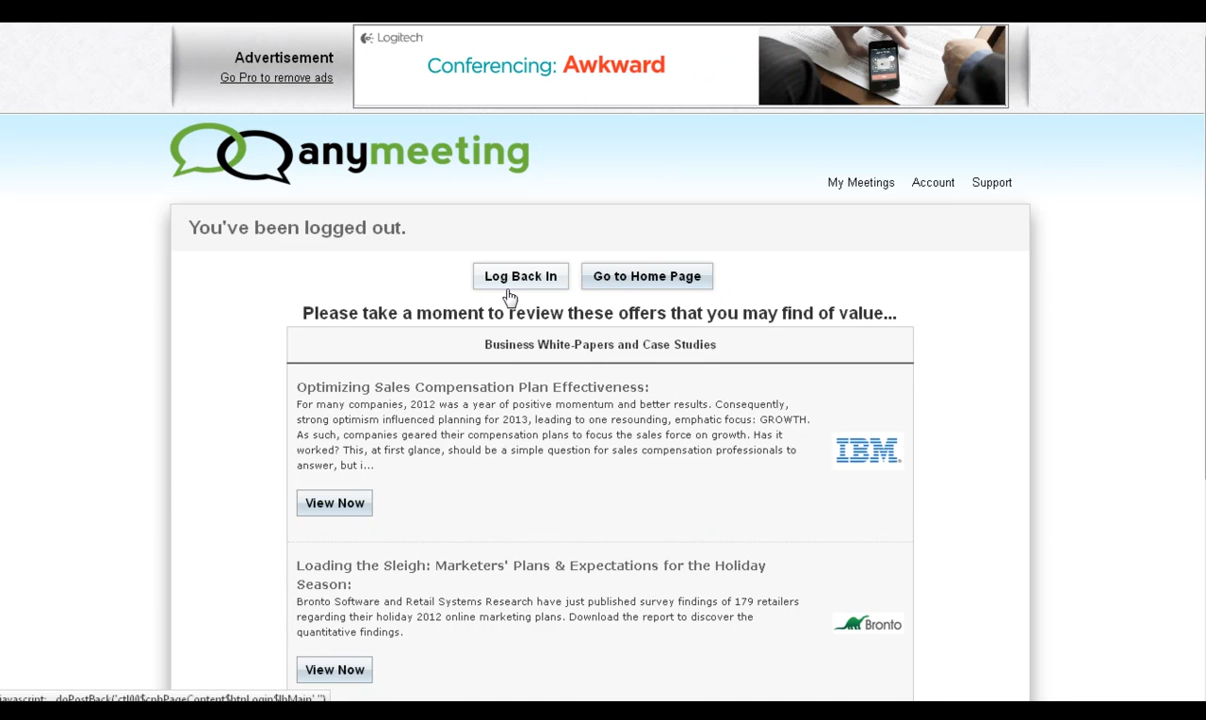 Logitech
Advertisement
Conferencing: Awkward
Go Pro to remove ads
anymeeting
My Meetings Account Support
You've been logged out.
Log Back In Go to Home Page
Please take a moment to review these offers that you may find of value...
Business White-Papers and Case Studies
Optimizing Sales Compensation Plan Effectiveness:
For many companies, 2012 was a year of positive momentum and better results. Consequently,
strong optimism influenced planning for 2013, leading to one resounding, emphatic focus: GROWTH.
As such, companies geared their compensation plans to focus the sales force on growth. Has it
worked? This, at first glance, should be a simple question for sales compensation professionals to
answer, but i...
IBM
View Now
Loading the Sleigh: Marketers' Plans & Expectations for the Holiday
Season:
Bronto Software and Retail Systems Research have just published survey findings of 179 retailers
regarding their holiday 2012 online marketing plans. Download the report to discover the
quantitative findings.
Bronto
View Now